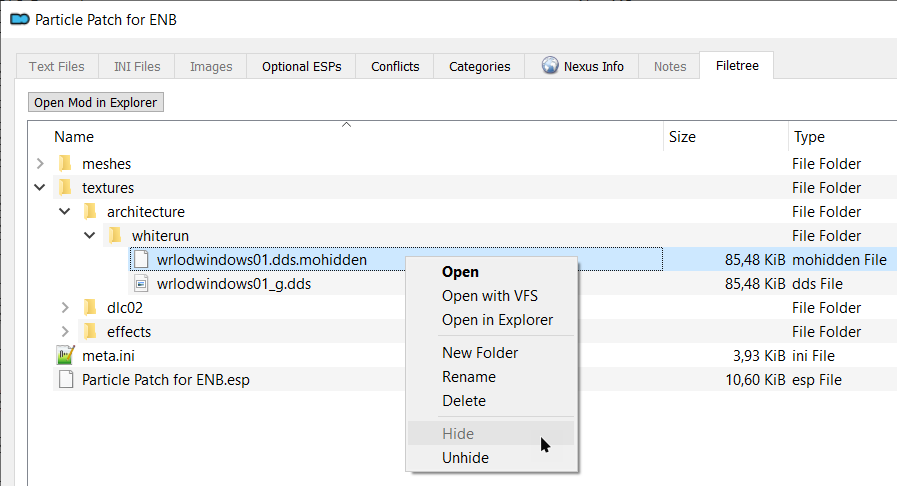 Particle Patch for ENB
Text Files INI Files Images Optional ESPs Conflicts Categories Nexus Info Notes Filetree
Open Mod in Explorer
Name Size Type
meshes File Folder
textures File Folder
architecture File Folder
whiterun File Folder
wrlodwindows01.dds.mohidden 85,48 KiB mohidden File
wrlodwindows01_g.dds 85,48 KiB dds File
dlc02 File Folder
effects File Folder
meta.ini 3,93 KiB ini File
Particle Patch for ENB.esp 10,60 KiB esp File
Open
Open with VFS
Open in Explorer
New Folder
Rename
Delete
Hide
Unhide